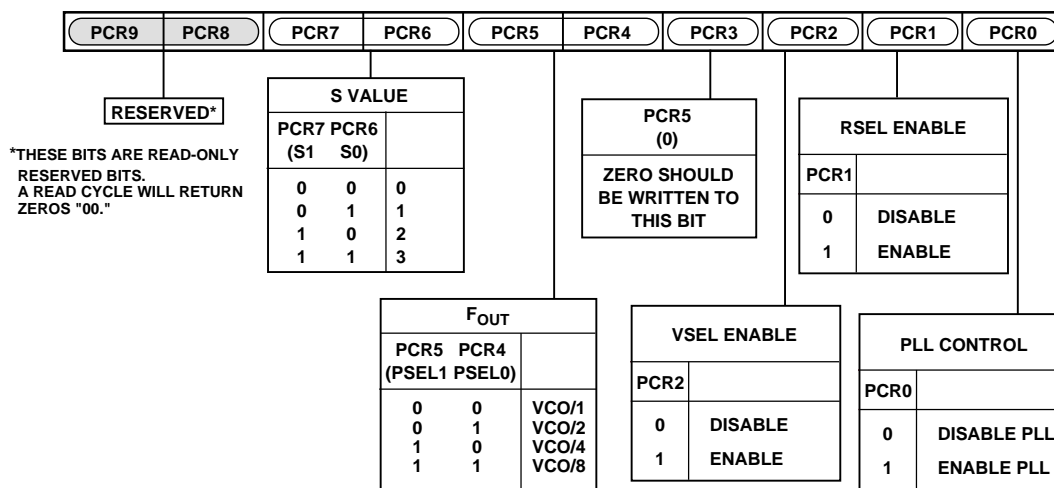 PCR9 PCR8 PCR7 PCR6 PCR5 PCR4 PCR3 PCR2 PCR1 PCR0
RESERVED*
*THESE BITS ARE READ-ONLY
RESERVED BITS.
A READ CYCLE WILL RETURN
ZEROS "00."
S VALUE
PCR7 PCR6
(S1 S0)
0 0 0
0 1 1
1 0 2
1 1 3
PCR5
(0)
ZERO SHOULD
BE WRITTEN TO
THIS BIT
RSEL ENABLE
PCR1
0 DISABLE
1 ENABLE
FOUT
PCR5 PCR4
(PSEL1 PSEL0)
0 0 VCO/1
0 1 VCO/2
1 0 VCO/4
1 1 VCO/8
VSEL ENABLE
PCR2
0 DISABLE
1 ENABLE
PLL CONTROL
PCR0
0 DISABLE PLL
1 ENABLE PLL